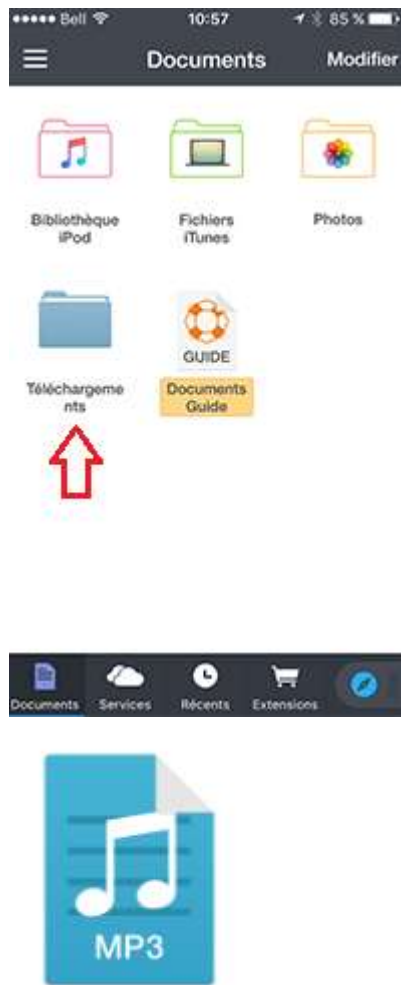 Bell 10:57 85 %
Documents Modifier
Bibliothèque
iPod
Fichiers
iTunes
Photos
GUIDE
Téléchargeme
nts
Documents
Guide
Documents Services Récents Extensions
MP3